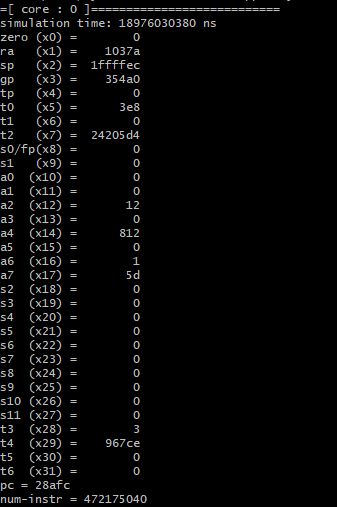 =[ core : 0 ]===========================
simulation time: 18976030380 ns
zero (x0) = 0
ra (x1) = 1037a
sp (x2) = 1ffffec
gp (x3) = 354a0
tp (x4) = 0
t0 (x5) = 3e8
t1 (x6) = 0
t2 (x7) = 24205d4
s0/fp(x8) = 0
s1 (x9) = 0
a0 (x10) = 0
a1 (x11) = 0
a2 (x12) = 12
a3 (x13) = 0
a4 (x14) = 812
a5 (x15) = 0
a6 (x16) = 1
a7 (x17) = 5d
s2 (x18) = 0
s3 (x19) = 0
s4 (x20) = 0
s5 (x21) = 0
s6 (x22) = 0
s7 (x23) = 0
s8 (x24) = 0
s9 (x25) = 0
s10 (x26) = 0
s11 (x27) = 0
t3 (x28) = 3
t4 (x29) = 967ce
t5 (x30) = 0
t6 (x31) = 0
pc = 28afc
num-instr = 472175040